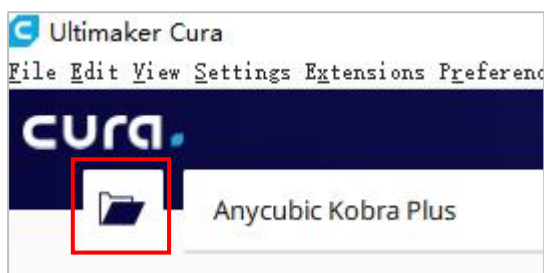 Ultimaker Cura
File Edit View Settings Extensions Preferenc
cura.
Anycubic Kobra Plus